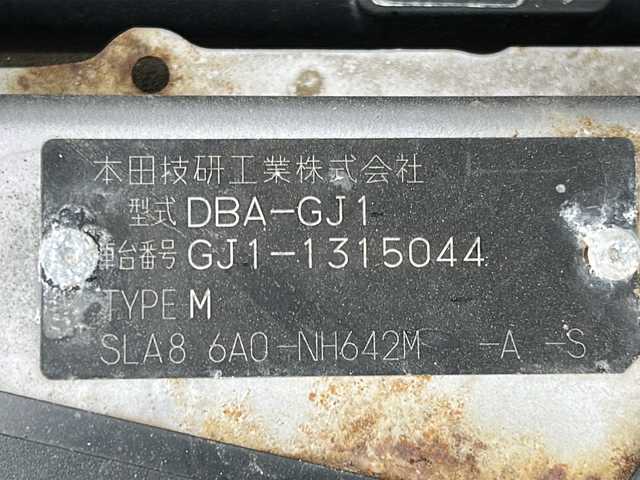 本田技研工業株式会社
型式 DBA-GJ1
車台番号 GJ1-1315044
TYPE M
SLA8 6A0-NH642M -A -S